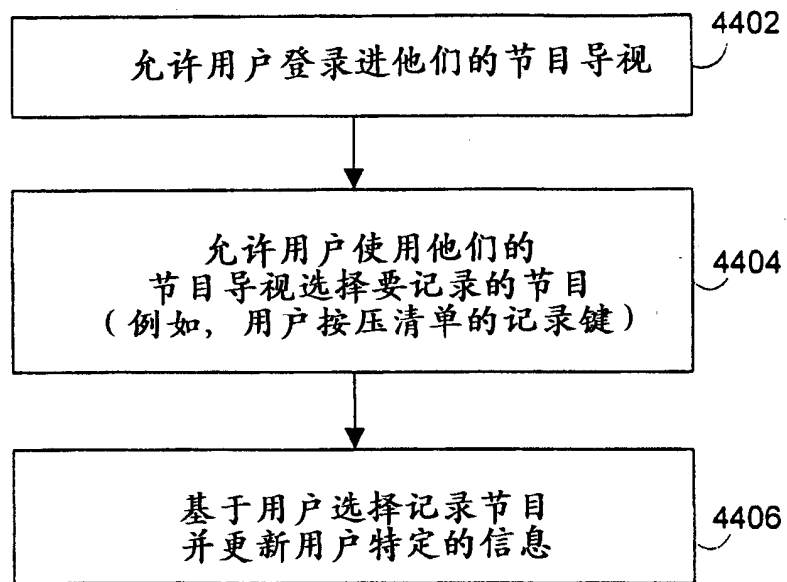 4402
允许用户登录进他们的节目导视
允许用户使用他们的
节目导视选择要记录的节目
（例如，用户按压清单的记录键）
4404
基于用户选择记录节目
并更新用户特定的信息
4406